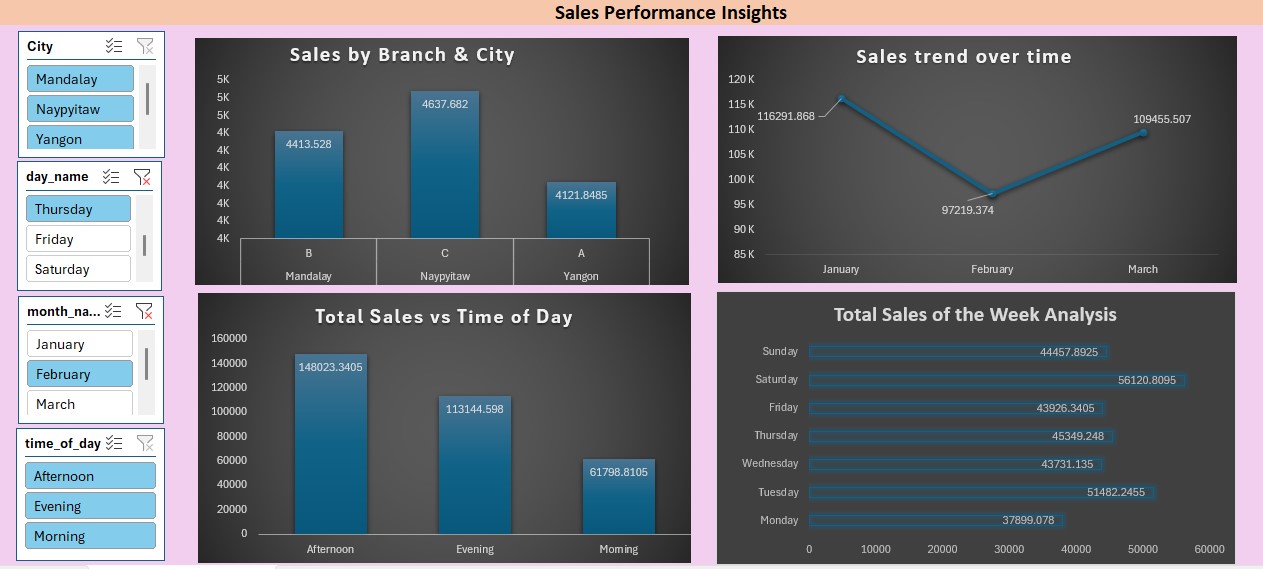 Sales Performance Insights
City
Mandalay
Naypyitaw
Yangon
day_name
Thursday
Friday
Saturday
month_na...
January
February
March
time_of_day
Afternoon
Evening
Morning
Sales by Branch & City
5K
5K
5K
4K
4K
4K
4K
4K
4K
4K
4413.528
4637.682
4121.8485
B C A
Mandalay Naypyitaw Yangon
Sales trend over time
120 K
115 K
110 K
105 K
100 K
95 K
90 K
85 K
116291.868
97219.374
109455.507
January February March
Total Sales vs Time of Day
160000
140000
120000
100000
80000
60000
40000
20000
0
148023.3405
113144.598
61798.8105
Afternoon Evening Morning
Total Sales of the Week Analysis
Sunday 44457.8925
Saturday 56120.8095
Friday 43926.3405
Thursday 45349.248
Wednesday 43731.135
Tuesday 51482.2455
Monday 37899.078
0 10000 20000 30000 40000 50000 60000